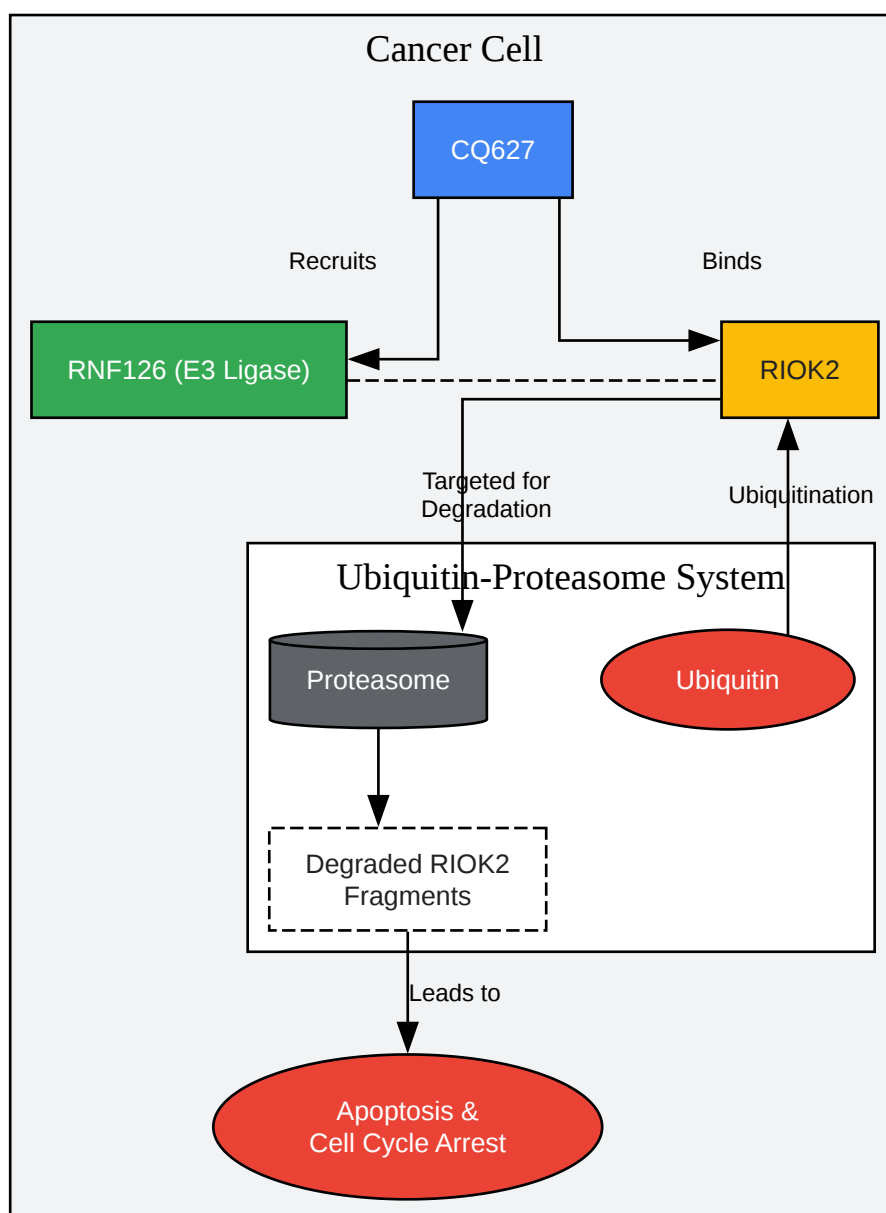 Cancer Cell
CQ627
Recruits
Binds
RNF126 (E3 Ligase)
RIOK2
Targeted for
Degradation
Ubiquitination
Ubiquitin-Proteasome System
Proteasome
Ubiquitin
Degraded RIOK2
Fragments
Leads to
Apoptosis &
Cell Cycle Arrest